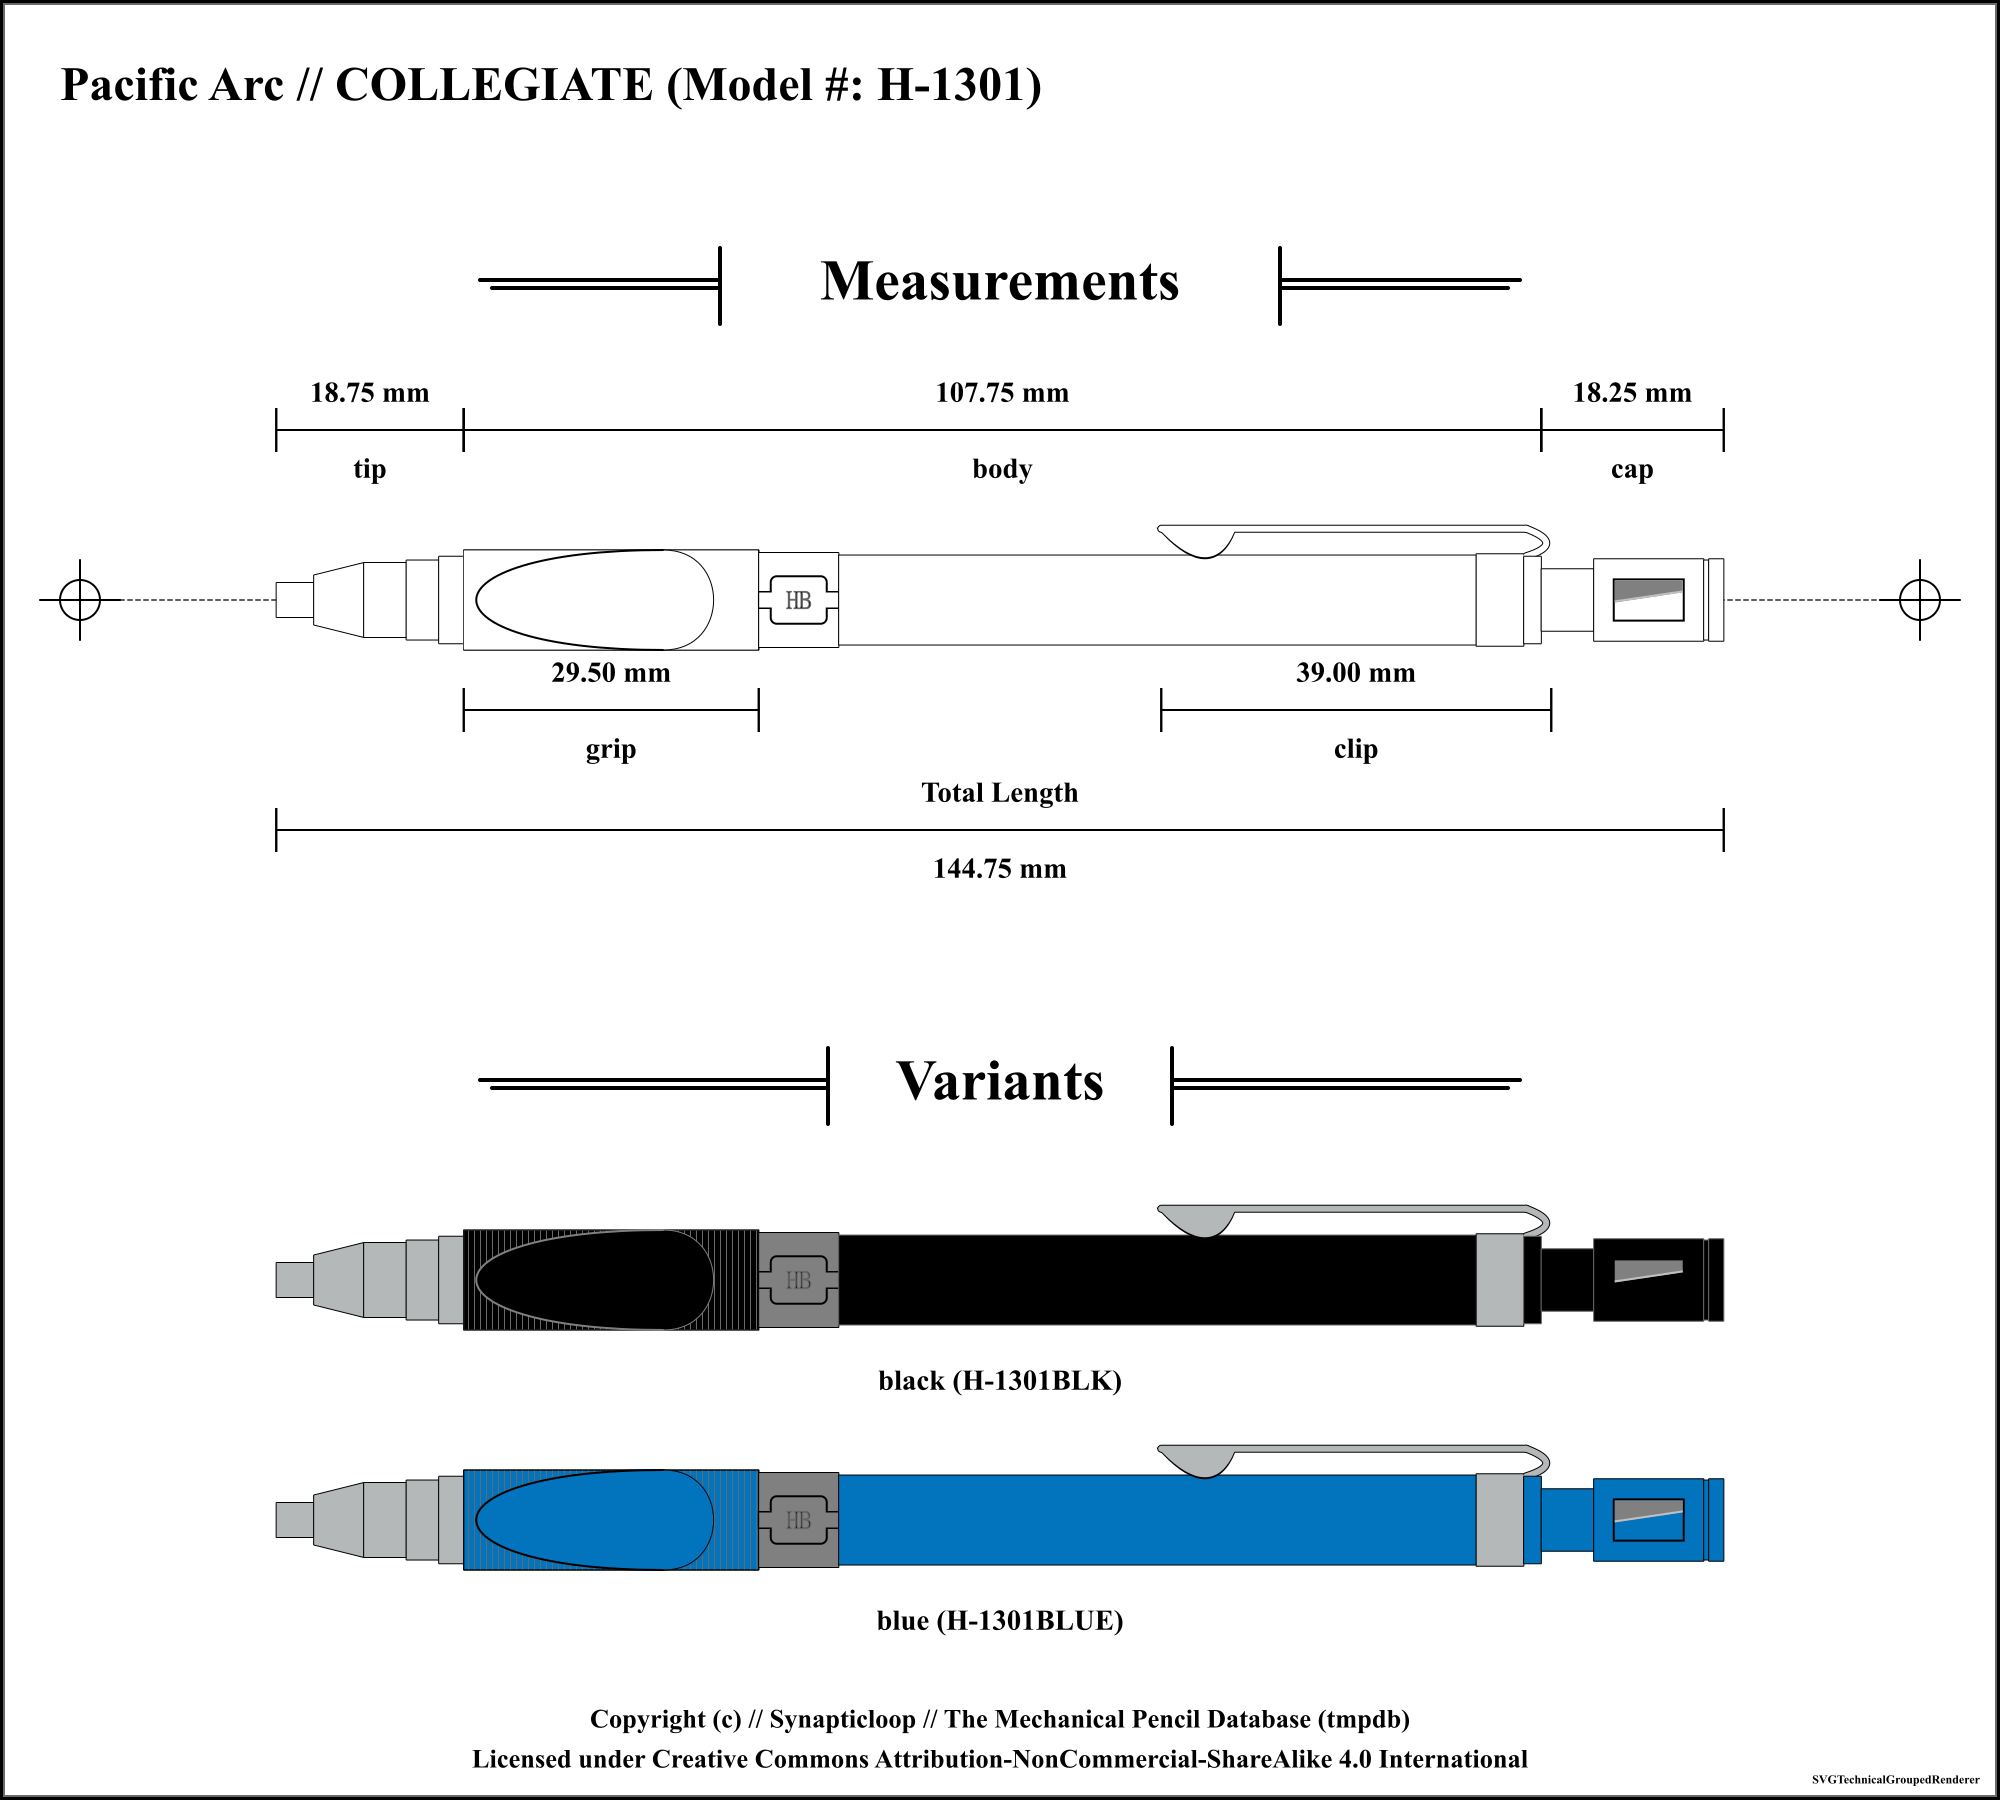 Pacific Arc // COLLEGIATE (Model #: H-1301)
Measurements
18.75 mm
107.75 mm
18.25 mm
tip
body
cap
HB
29.50 mm
39.00 mm
grip
clip
Total Length
144.75 mm
Variants
HB
black (H-1301BLK)
HB
blue (H-1301BLUE)
Copyright (c) // Synapticloop // The Mechanical Pencil Database (tmpdb)
Licensed under Creative Commons Attribution-NonCommercial-ShareAlike 4.0 International
SVGTechnicalGroupedRenderer